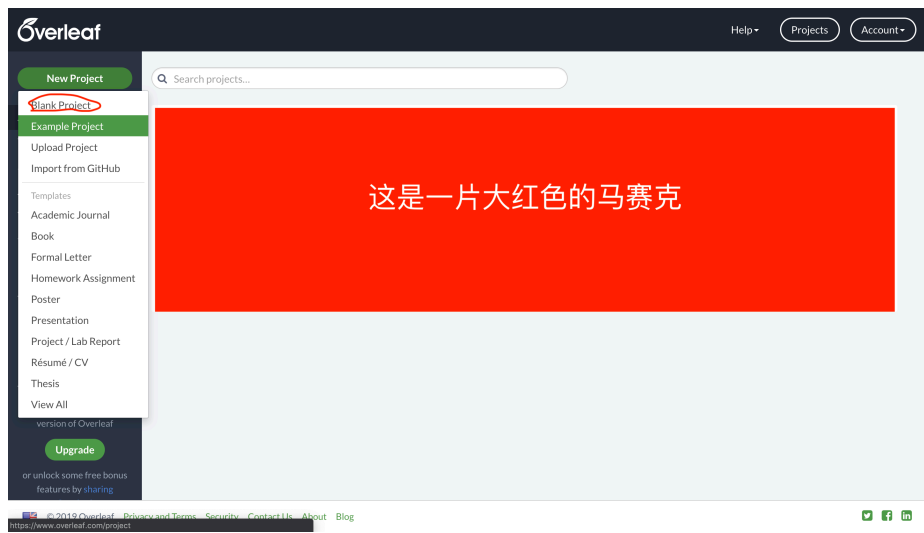 Overleaf
Help
Projects
Account
New Project
Search projects...
Blank Project
Example Project
Upload Project
Import from GitHub
Templates
Academic Journal
Book
Formal Letter
Homework Assignment
Poster
Presentation
Project / Lab Report
Résumé / CV
Thesis
View All
这是一片大红色的马赛克
version of Overleaf
Upgrade
or unlock some free bonus
features by sharing
© 2019 Overleaf Privacy and Terms Security Contact Us About Blog
https://www.overleaf.com/project